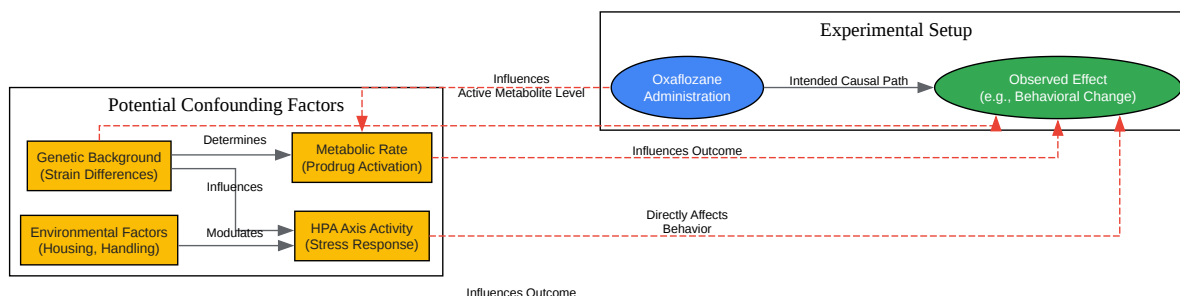 Experimental Setup
Oxaflozane
Administration
Intended Causal Path
Observed Effect
(e.g., Behavioral Change)
Influences
Active Metabolite Level
Potential Confounding Factors
Genetic Background
(Strain Differences)
Determines
Metabolic Rate
(Prodrug Activation)
Influences Outcome
Influences
Environmental Factors
(Housing, Handling)
Modulates
HPA Axis Activity
(Stress Response)
Directly Affects
Behavior
Influences Outcome